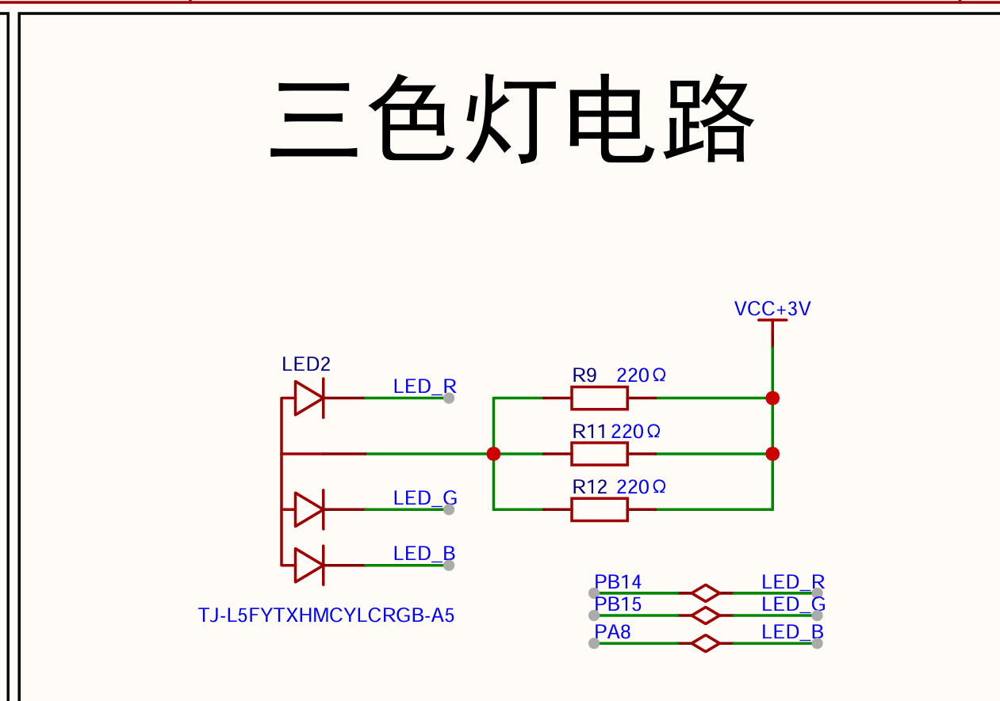 三色灯电路
VCC+3V
LED2
LED_R
R9 220Ω
R11 220Ω
LED_G
R12 220Ω
LED_B
TJ-L5FYTXHMCYLCRGB-A5
PB14 LED_R
PB15 LED_G
PA8 LED_B